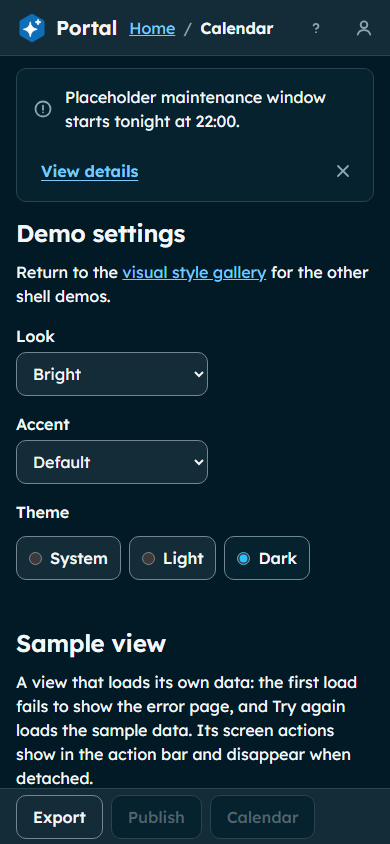 Portal Home / Calendar ?
Placeholder maintenance window
starts tonight at 22:00.
View details
Demo settings
Return to the visual style gallery for the other
shell demos.
Look
Bright
Accent
Default
Theme
System Light Dark
Sample view
A view that loads its own data: the first load
fails to show the error page, and Try again
loads the sample data. Its screen actions
show in the action bar and disappear when
detached.
Export Publish Calendar